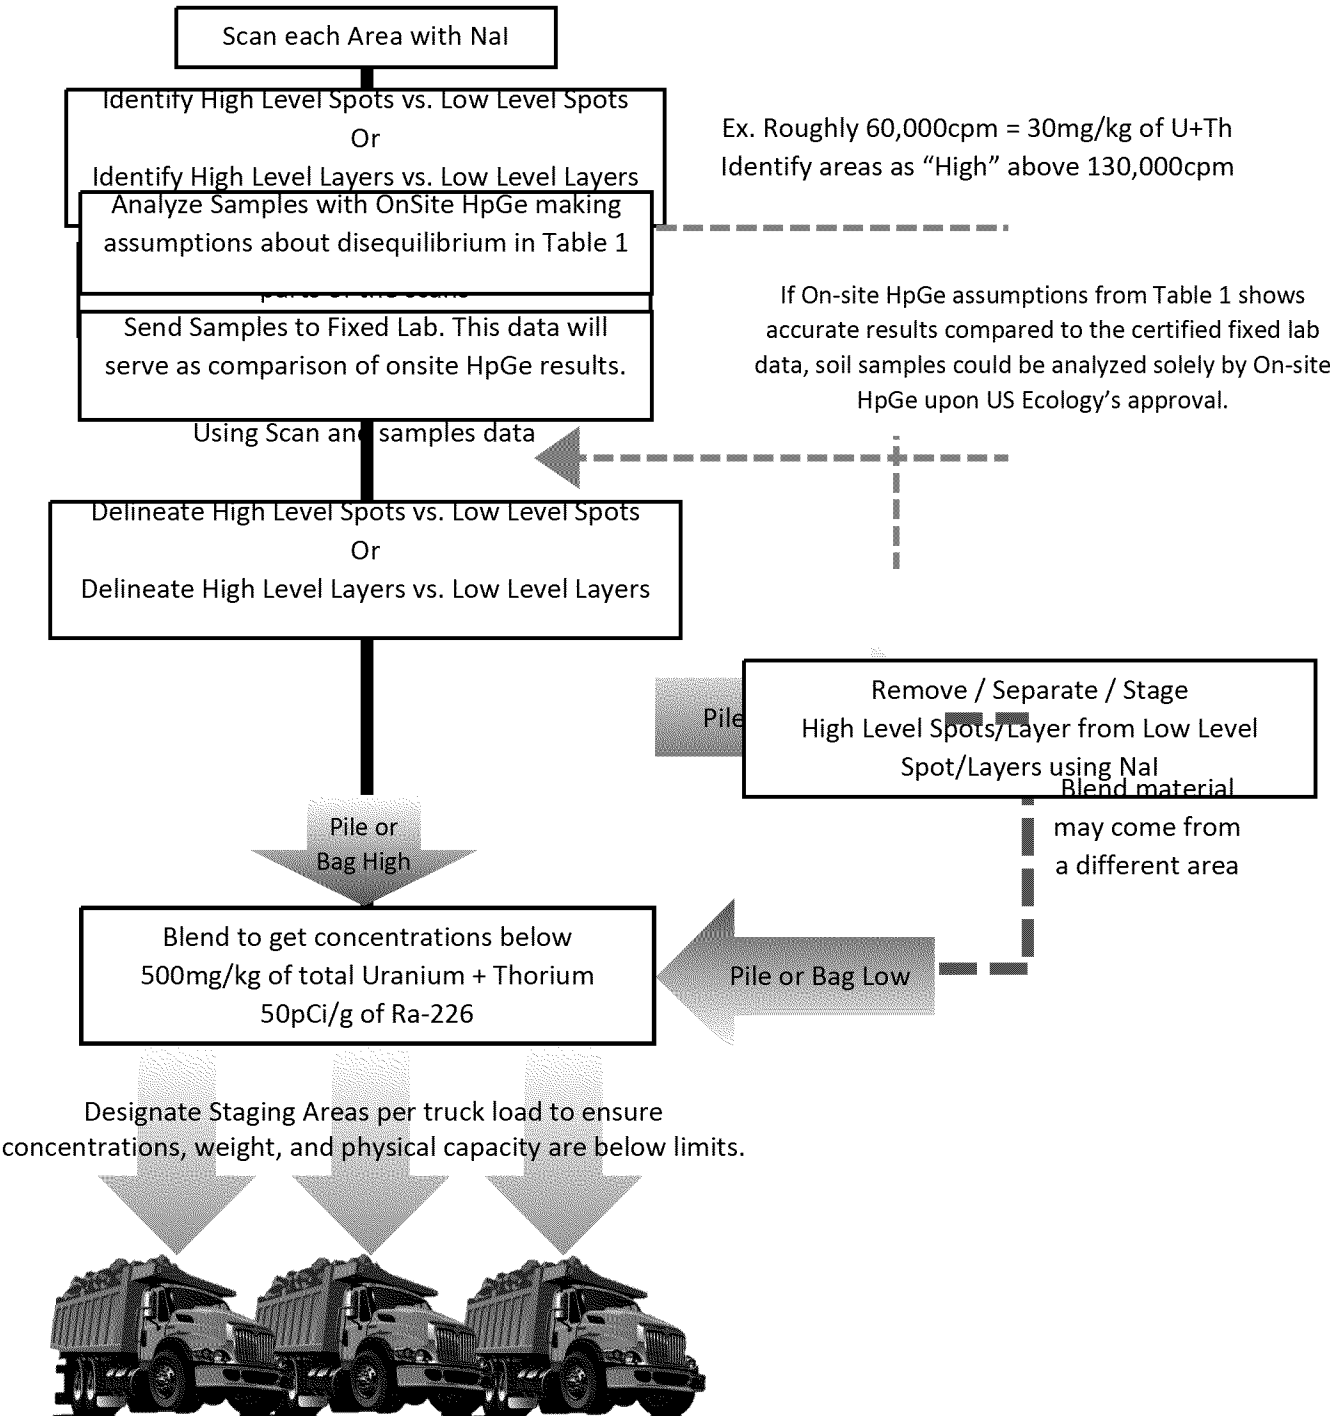 Scan each Area with NaI
Identify High Level Spots vs. Low Level Spots
Or
Identify High Level Layers vs. Low Level Layers
Ex. Roughly 60,000cpm = 30mg/kg of U+Th
Identify areas as “High” above 130,000cpm
Analyze Samples with OnSite HpGe making
assumptions about disequilibrium in Table 1
parts of the scans
Send Samples to Fixed Lab. This data will
serve as comparison of onsite HpGe results.
If On-site HpGe assumptions from Table 1 shows
accurate results compared to the certified fixed lab
data, soil samples could be analyzed solely by On-site
HpGe upon US Ecology’s approval.
Using Scan and samples data
Delineate High Level Spots vs. Low Level Spots
Or
Delineate High Level Layers vs. Low Level Layers
Pile
Remove / Separate / Stage
High Level Spots/Layer from Low Level
Spot/Layers using NaI
Blend material
may come from
a different area
Pile or
Bag High
Blend to get concentrations below
500mg/kg of total Uranium + Thorium
50pCi/g of Ra-226
Pile or Bag Low
Designate Staging Areas per truck load to ensure
concentrations, weight, and physical capacity are below limits.